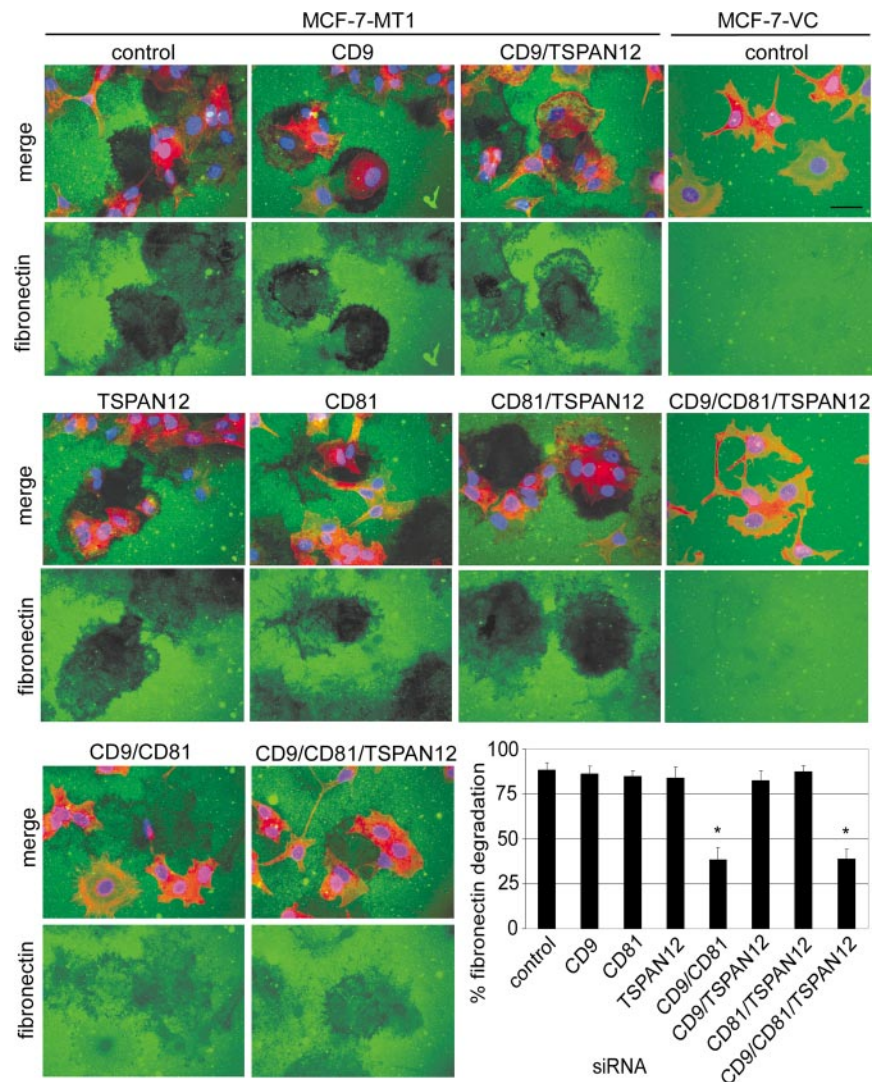 MCF-7-MT1 MCF-7-VC
control CD9 CD9/TSPAN12 control
merge
fibronectin
TSPAN12 CD81 CD81/TSPAN12 CD9/CD81/TSPAN12
merge
fibronectin
CD9/CD81 CD9/CD81/TSPAN12
merge
fibronectin
% fibronectin degradation
100
75
50
25
0
* *
control CD9 CD81 TSPAN12 CD9/CD81 CD9/TSPAN12 CD81/TSPAN12 CD9/CD81/TSPAN12
siRNA